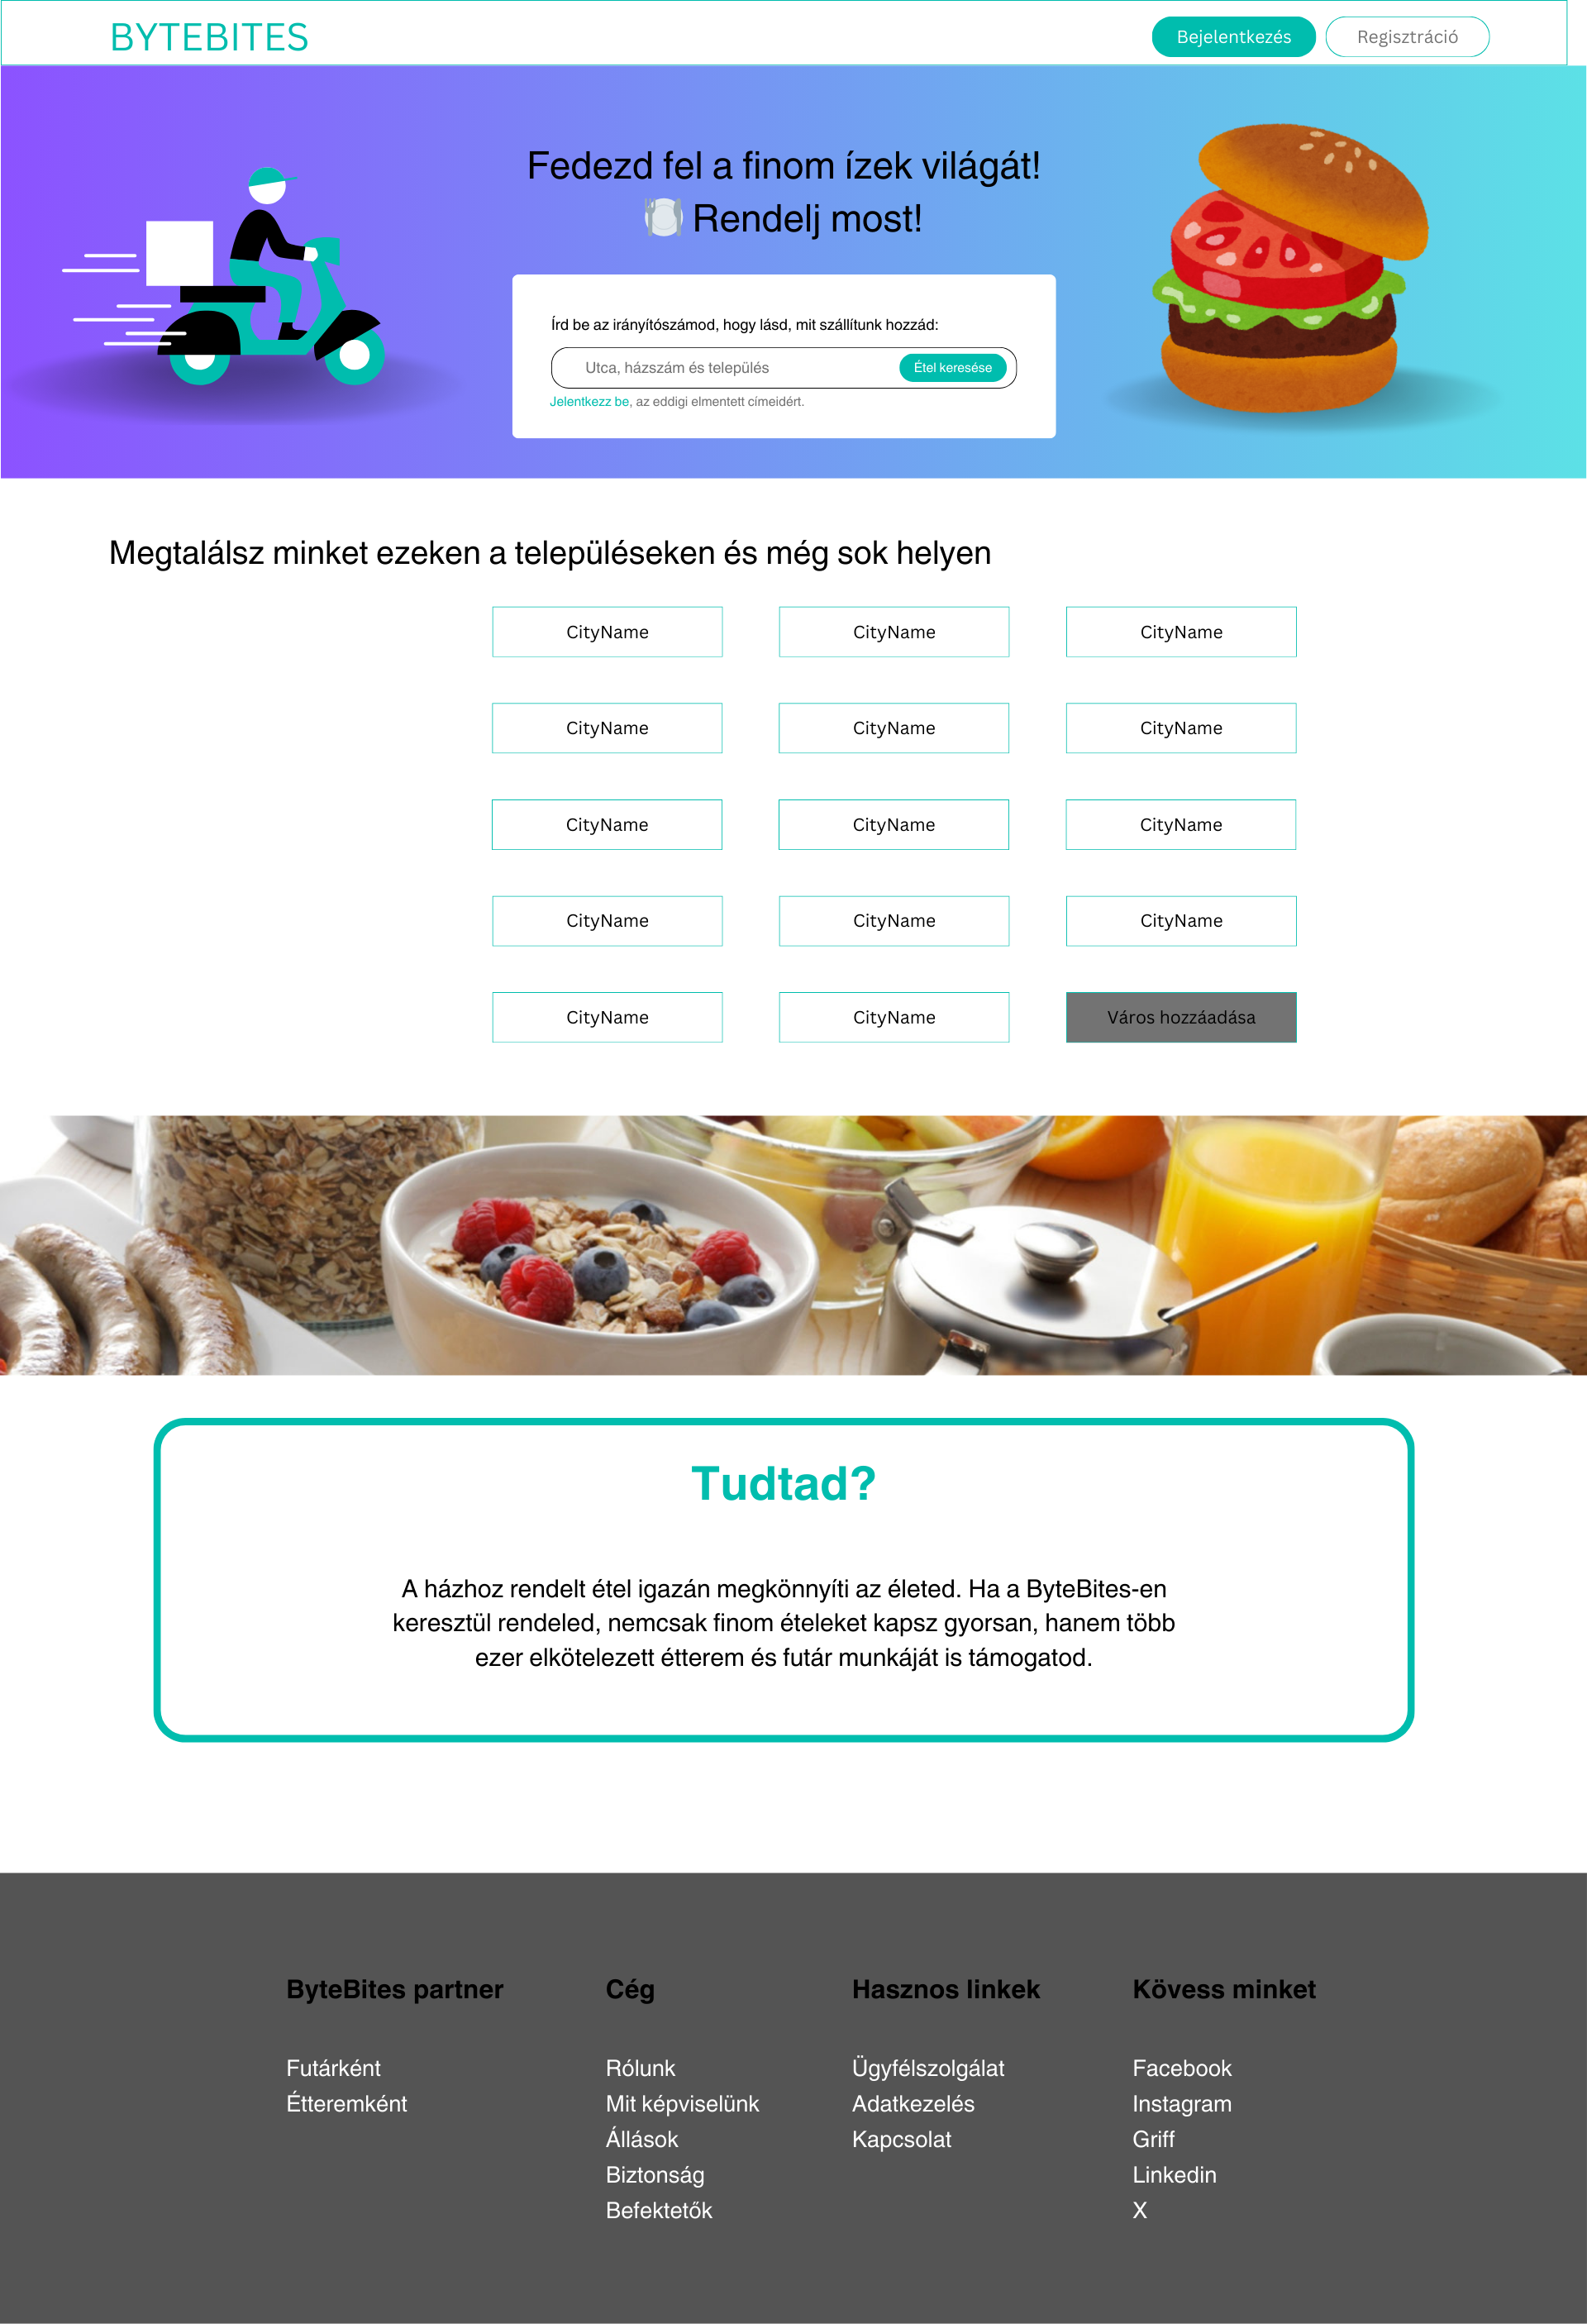 BYTEBITES
Bejelentkezés
Regisztráció
Fedezd fel a finom ízek világát!
🍽️ Rendelj most!
Írd be az irányítószámod, hogy lásd, mit szállítunk hozzád:
Utca, házszám és település
Étel keresése
Jelentkezz be, az eddigi elmentett címeidért.
Megtalálsz minket ezeken a településeken és még sok helyen
CityName
CityName
CityName
CityName
CityName
CityName
CityName
CityName
CityName
CityName
CityName
CityName
CityName
CityName
Város hozzáadása
Tudtad?
A házhoz rendelt étel igazán megkönnyíti az életed. Ha a ByteBites-en
keresztül rendeled, nemcsak finom ételeket kapsz gyorsan, hanem több
ezer elkötelezett étterem és futár munkáját is támogatod.
ByteBites partner
Futárként
Étteremként
Cég
Rólunk
Mit képviselünk
Állások
Biztonság
Befektetők
Hasznos linkek
Ügyfélszolgálat
Adatkezelés
Kapcsolat
Kövess minket
Facebook
Instagram
Griff
Linkedin
X